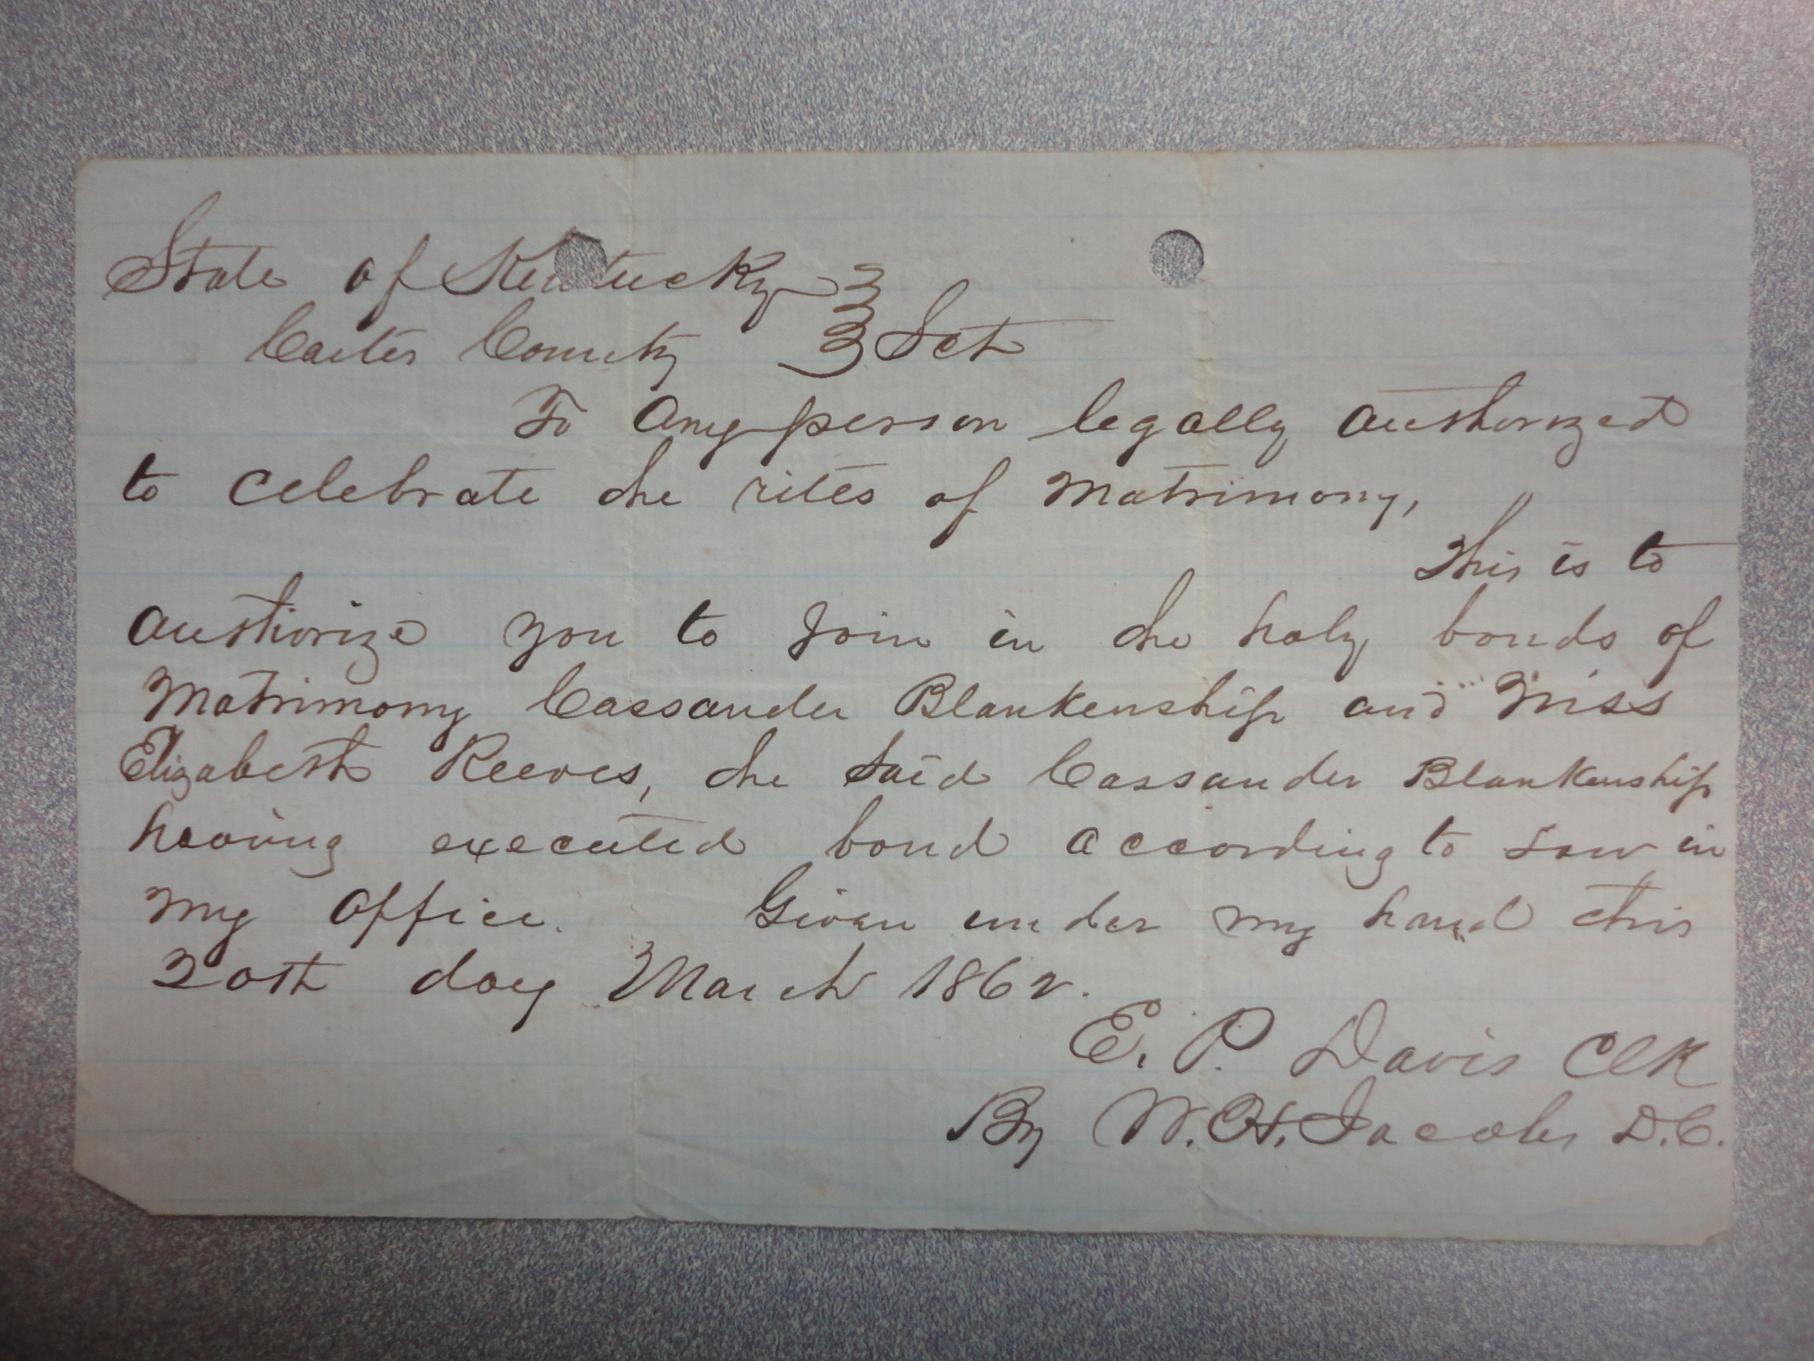 State of Kentucky }
Carter County } Sct
To any person legally authorized
to celebrate the rites of Matrimony,
This is to
authorize you to join in the holy bonds of
Matrimony Cassander Blankenship and Miss
Elizabeth Reeves, the said Cassander Blankenship
having executed bond according to Law in
my office. Given under my hand this
20th day March 1862.
E. P. Davis Clk
By W. H. Jacobs D.C.